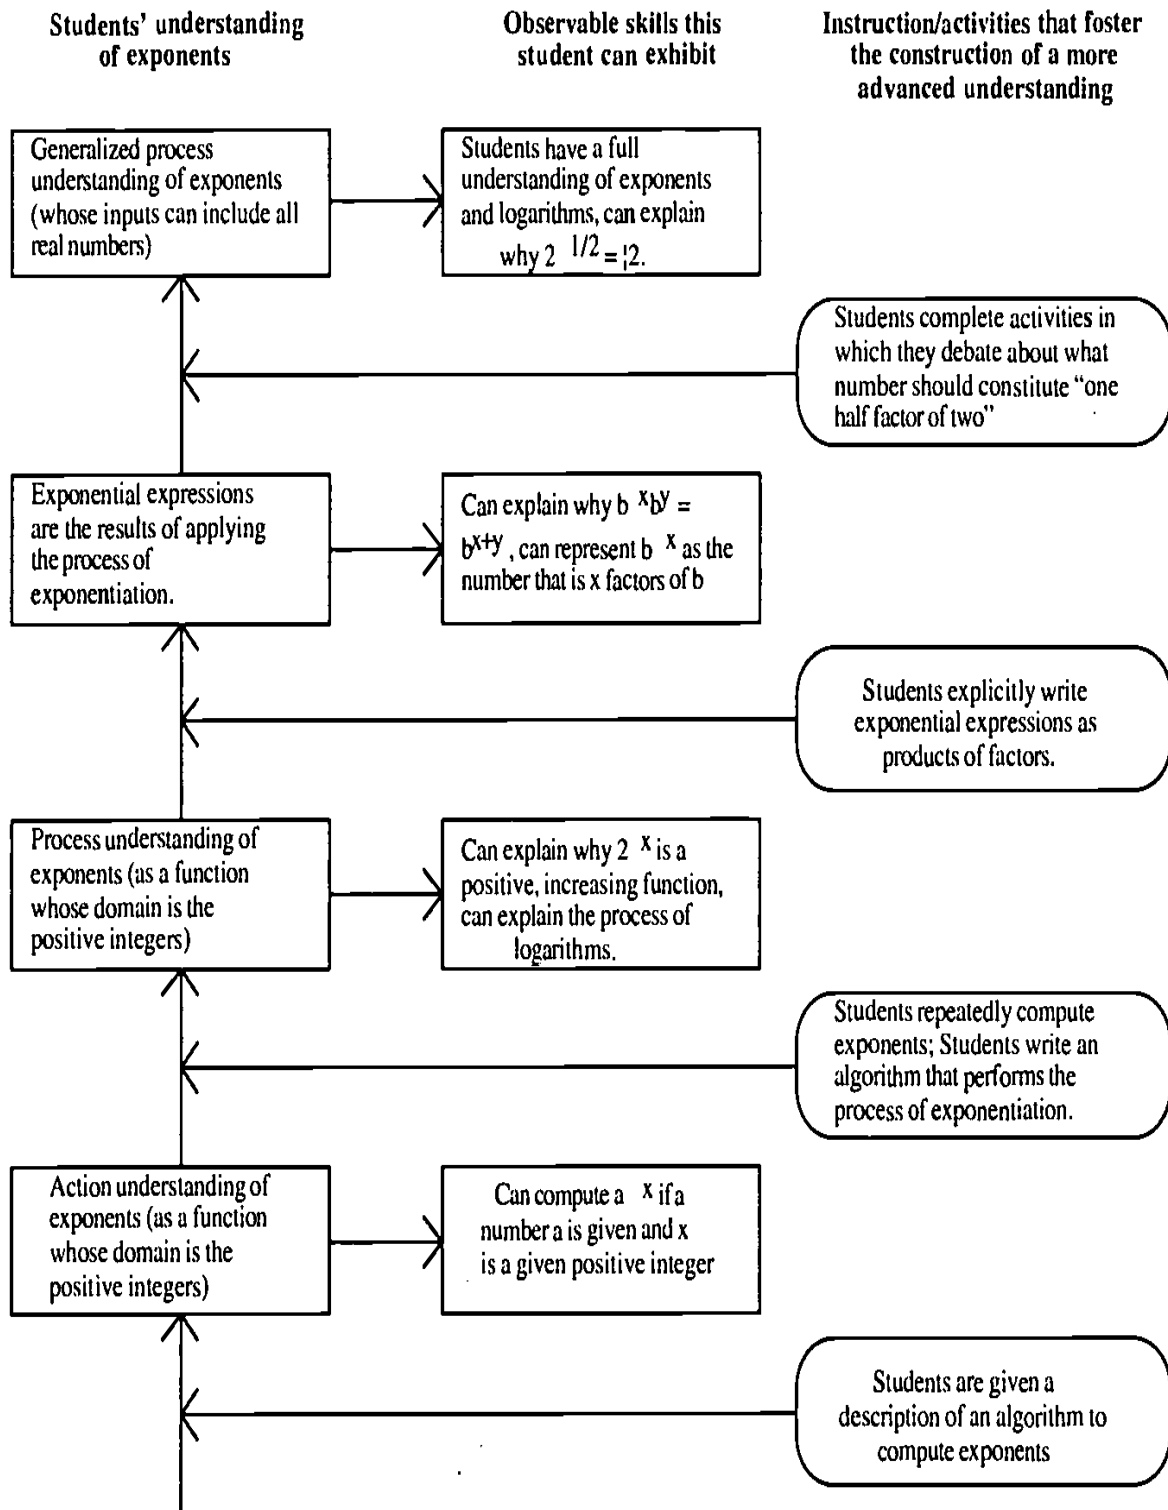 Students' understanding
of exponents
Observable skills this
student can exhibit
Instruction/activities that foster
the construction of a more
advanced understanding
Generalized process
understanding of exponents
(whose inputs can include all
real numbers)
Students have a full
understanding of exponents
and logarithms, can explain
why 2 1/2 = ¦2.
Students complete activities in
which they debate about what
number should constitute "one
half factor of two"
Exponential expressions
are the results of applying
the process of
exponentiation.
Can explain why b x b y =
b x+y , can represent b x as the
number that is x factors of b
Students explicitly write
exponential expressions as
products of factors.
Process understanding of
exponents (as a function
whose domain is the
positive integers)
Can explain why 2 x is a
positive, increasing function,
can explain the process of
logarithms.
Students repeatedly compute
exponents; Students write an
algorithm that performs the
process of exponentiation.
Action understanding of
exponents (as a function
whose domain is the
positive integers)
Can compute a x if a
number a is given and x
is a given positive integer
Students are given a
description of an algorithm to
compute exponents